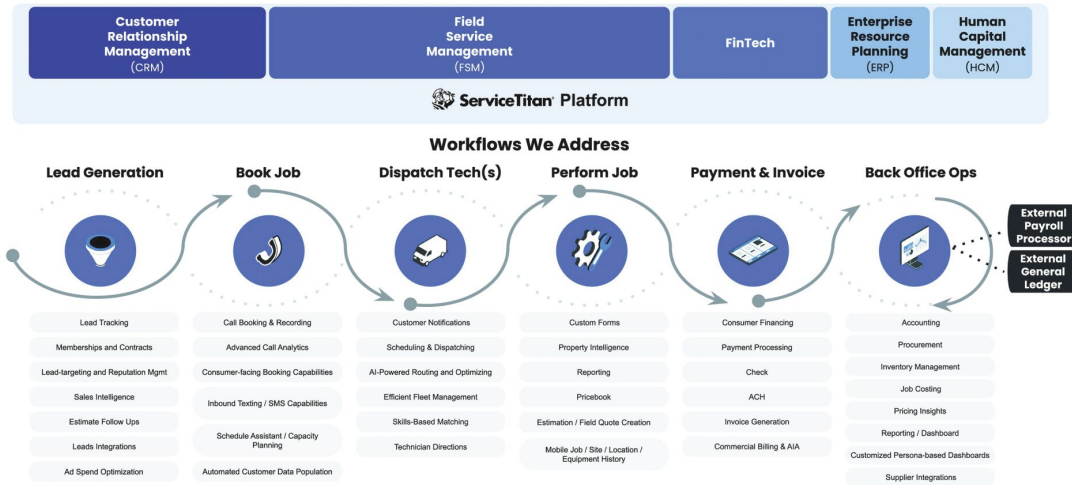 Customer
Relationship
Management
(CRM)
Field
Service
Management
(FSM)
FinTech
Enterprise
Resource
Planning
(ERP)
Human
Capital
Management
(HCM)
ServiceTitan Platform
Workflows We Address
Lead Generation
Book Job
Dispatch Tech(s)
Perform Job
Payment & Invoice
Back Office Ops
External
Payroll
Processor
External
General
Ledger
Lead Tracking
Memberships and Contracts
Lead-targeting and Reputation Mgmt
Sales Intelligence
Estimate Follow Ups
Leads Integrations
Ad Spend Optimization
Call Booking & Recording
Advanced Call Analytics
Consumer-facing Booking Capabilities
Inbound Texting / SMS Capabilities
Schedule Assistant / Capacity
Planning
Automated Customer Data Population
Customer Notifications
Scheduling & Dispatching
AI-Powered Routing and Optimizing
Efficient Fleet Management
Skills-Based Matching
Technician Directions
Custom Forms
Property Intelligence
Reporting
Pricebook
Estimation / Field Quote Creation
Mobile Job / Site / Location /
Equipment History
Consumer Financing
Payment Processing
Check
ACH
Invoice Generation
Commercial Billing & AIA
Accounting
Procurement
Inventory Management
Job Costing
Pricing Insights
Reporting / Dashboard
Customized Persona-based Dashboards
Supplier Integrations